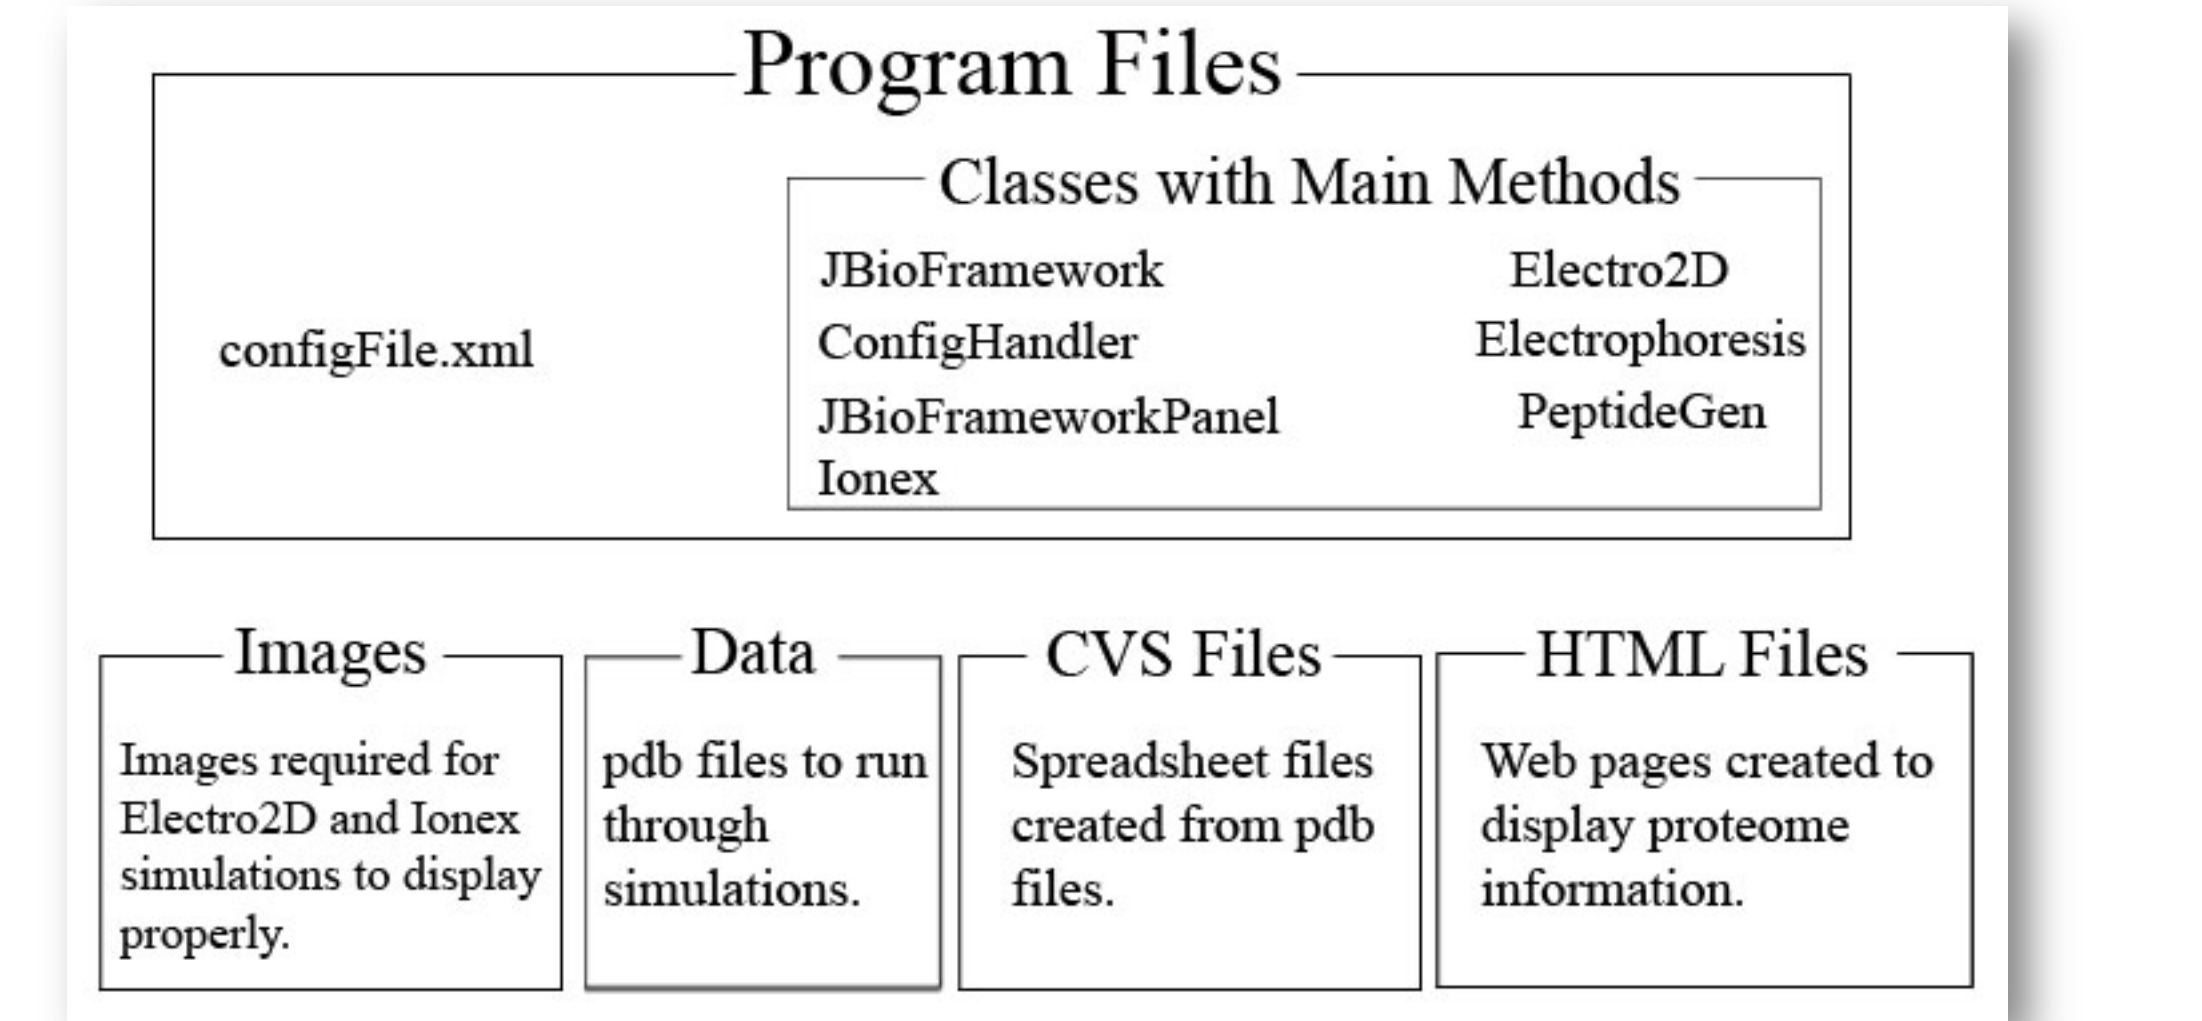 Program Files
Classes with Main Methods
configFile.xml
JBioFramework
ConfigHandler
JBioFrameworkPanel
Ionex
Electro2D
Electrophoresis
PeptideGen
Images
Images required for
Electro2D and Ionex
simulations to display
properly.
Data
pdb files to run
through
simulations.
CVS Files
Spreadsheet files
created from pdb
files.
HTML Files
Web pages created to
display proteome
information.